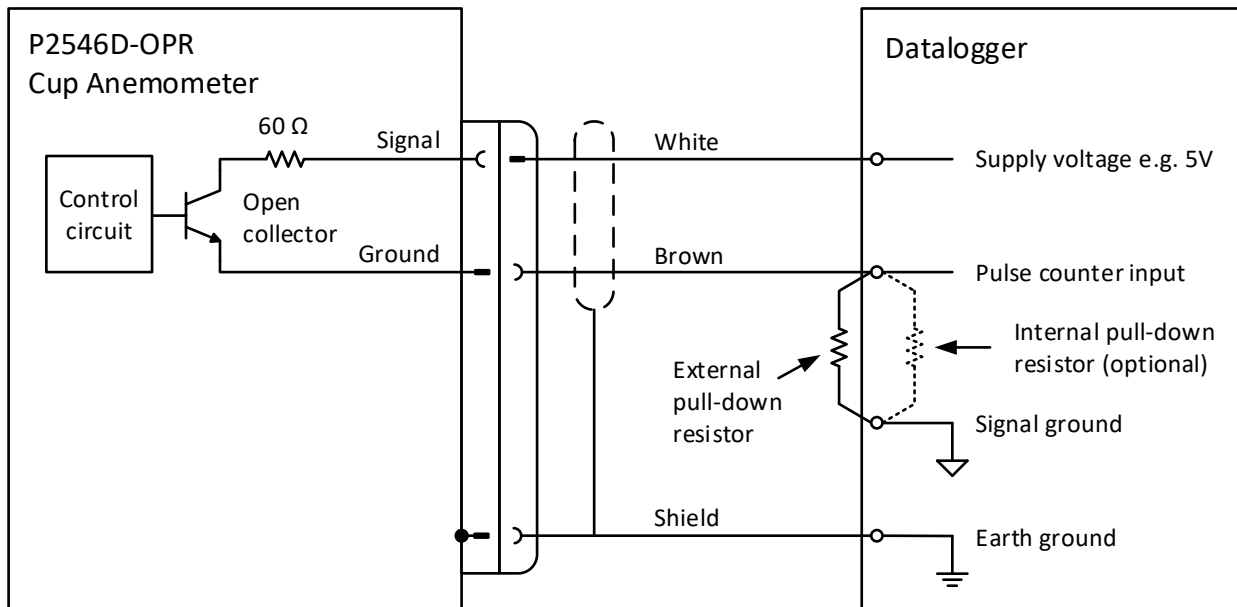 P2546D-OPR
Cup Anemometer
Datalogger
60 Ω
Signal
White
Supply voltage e.g. 5V
Control
circuit
Open
collector
Ground
Brown
Pulse counter input
External
pull-down
resistor
Internal pull-down
resistor (optional)
Signal ground
Shield
Earth ground